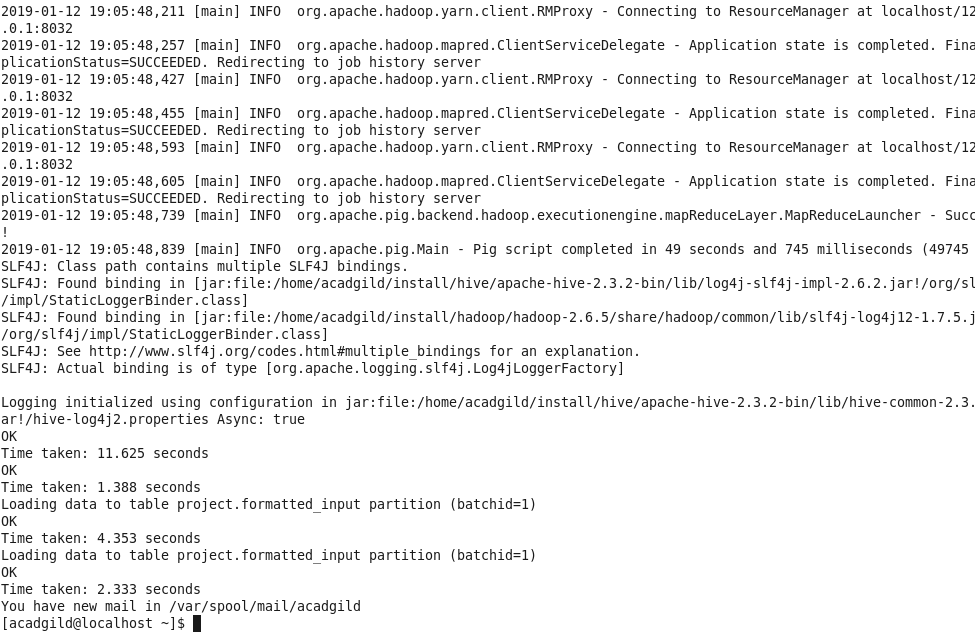 2019-01-12 19:05:48,211 [main] INFO  org.apache.hadoop.yarn.client.RMProxy - Connecting to ResourceManager at localhost/12
.0.1:8032
2019-01-12 19:05:48,257 [main] INFO  org.apache.hadoop.mapred.ClientServiceDelegate - Application state is completed. Fina
plicationStatus=SUCCEEDED. Redirecting to job history server
2019-01-12 19:05:48,427 [main] INFO  org.apache.hadoop.yarn.client.RMProxy - Connecting to ResourceManager at localhost/12
.0.1:8032
2019-01-12 19:05:48,455 [main] INFO  org.apache.hadoop.mapred.ClientServiceDelegate - Application state is completed. Fina
plicationStatus=SUCCEEDED. Redirecting to job history server
2019-01-12 19:05:48,593 [main] INFO  org.apache.hadoop.yarn.client.RMProxy - Connecting to ResourceManager at localhost/12
.0.1:8032
2019-01-12 19:05:48,605 [main] INFO  org.apache.hadoop.mapred.ClientServiceDelegate - Application state is completed. Fina
plicationStatus=SUCCEEDED. Redirecting to job history server
2019-01-12 19:05:48,739 [main] INFO  org.apache.pig.backend.hadoop.executionengine.mapReduceLayer.MapReduceLauncher - Succ
!
2019-01-12 19:05:48,839 [main] INFO  org.apache.pig.Main - Pig script completed in 49 seconds and 745 milliseconds (49745
SLF4J: Class path contains multiple SLF4J bindings.
SLF4J: Found binding in [jar:file:/home/acadgild/install/hive/apache-hive-2.3.2-bin/lib/log4j-slf4j-impl-2.6.2.jar!/org/sl
/impl/StaticLoggerBinder.class]
SLF4J: Found binding in [jar:file:/home/acadgild/install/hadoop/hadoop-2.6.5/share/hadoop/common/lib/slf4j-log4j12-1.7.5.j
/org/slf4j/impl/StaticLoggerBinder.class]
SLF4J: See http://www.slf4j.org/codes.html#multiple_bindings for an explanation.
SLF4J: Actual binding is of type [org.apache.logging.slf4j.Log4jLoggerFactory]

Logging initialized using configuration in jar:file:/home/acadgild/install/hive/apache-hive-2.3.2-bin/lib/hive-common-2.3.
ar!/hive-log4j2.properties Async: true
OK
Time taken: 11.625 seconds
OK
Time taken: 1.388 seconds
Loading data to table project.formatted_input partition (batchid=1)
OK
Time taken: 4.353 seconds
Loading data to table project.formatted_input partition (batchid=1)
OK
Time taken: 2.333 seconds
You have new mail in /var/spool/mail/acadgild
[acadgild@localhost ~]$